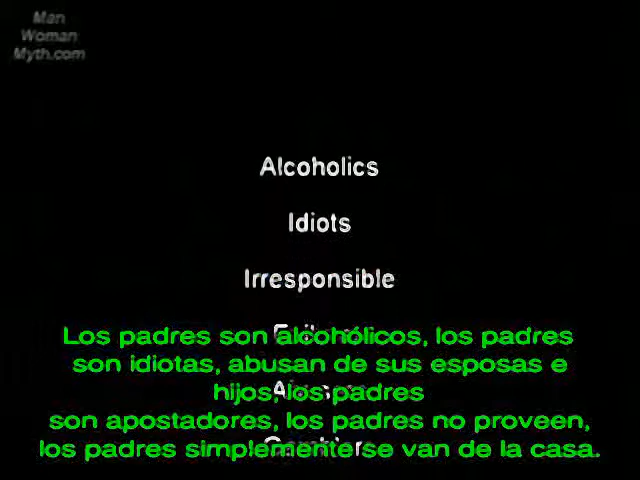 Man
Woman
Myth.com
Alcoholics
Idiots
Irresponsible
Los padres son alcohólicos, los padres
son idiotas, abusan de sus esposas e
hijos, los padres
son apostadores, los padres no proveen,
los padres simplemente se van de la casa.